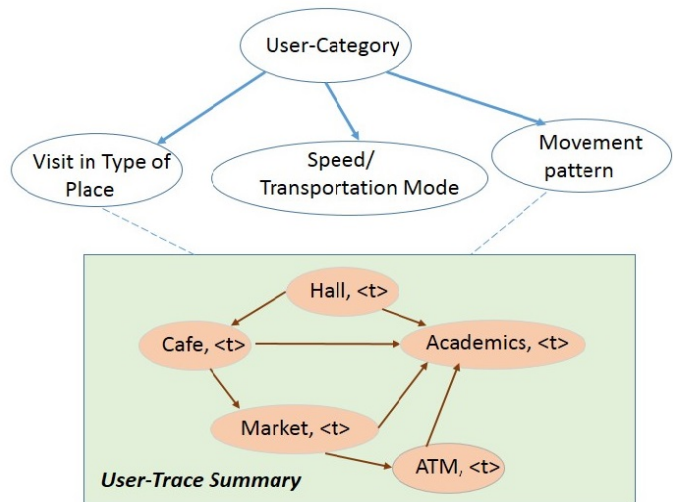 User-Category
Visit in Type of
Place
Speed/
Transportation Mode
Movement
pattern
Hall, <t>
Cafe, <t>
Academics, <t>
Market, <t>
ATM, <t>
User-Trace Summary